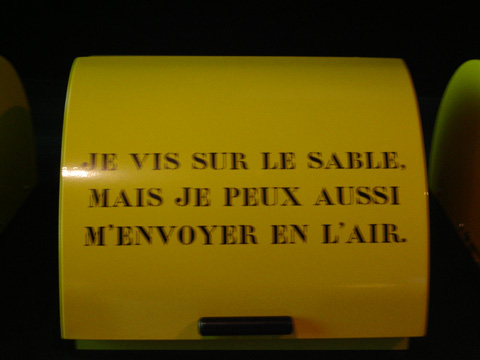 JE VIS SUR LE SABLE,
MAIS JE PEUX AUSSI
M'ENVOYER EN L'AIR.